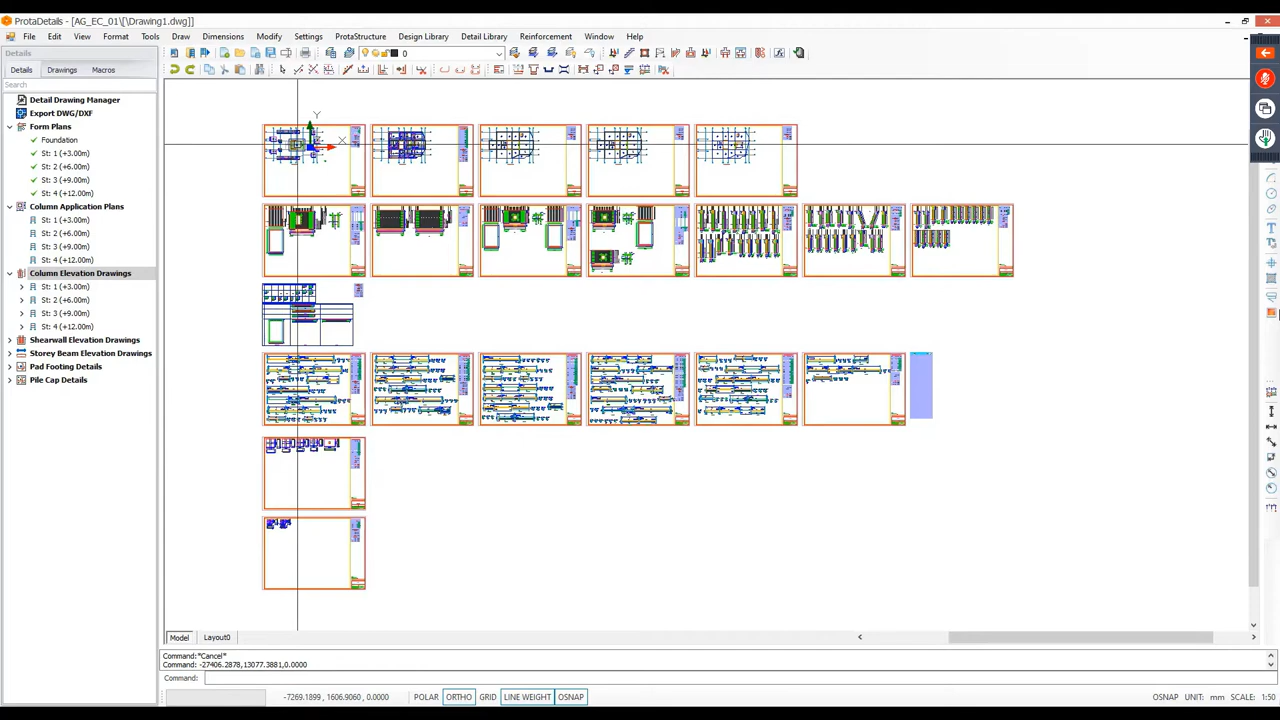 ProtaDetails - [AG_EC_01\[\Drawing1.dwg\]]
File Edit View Format Tools Draw Dimensions Modify Settings ProtaStructure Design Library Detail Library Reinforcement Window Help
Details
0
Details Drawings Macros
Search
Detail Drawing Manager
Export DWG/DXF
Form Plans
Foundation
St: 1 (+3.00m)
St: 2 (+6.00m)
St: 3 (+9.00m)
St: 4 (+12.00m)
Column Application Plans
St: 1 (+3.00m)
St: 2 (+6.00m)
St: 3 (+9.00m)
St: 4 (+12.00m)
Column Elevation Drawings
St: 1 (+3.00m)
St: 2 (+6.00m)
St: 3 (+9.00m)
St: 4 (+12.00m)
Shearwall Elevation Drawings
Storey Beam Elevation Drawings
Pad Footing Details
Pile Cap Details
Y
X
Model Layout0
Command:*Cancel*
Command: -27406.2878,13077.3881,0.0000
Command:
-7269.1899, 1606.9060, 0.0000 POLAR ORTHO GRID LINE WEIGHT OSNAP OSNAP UNIT: mm SCALE: 1:50